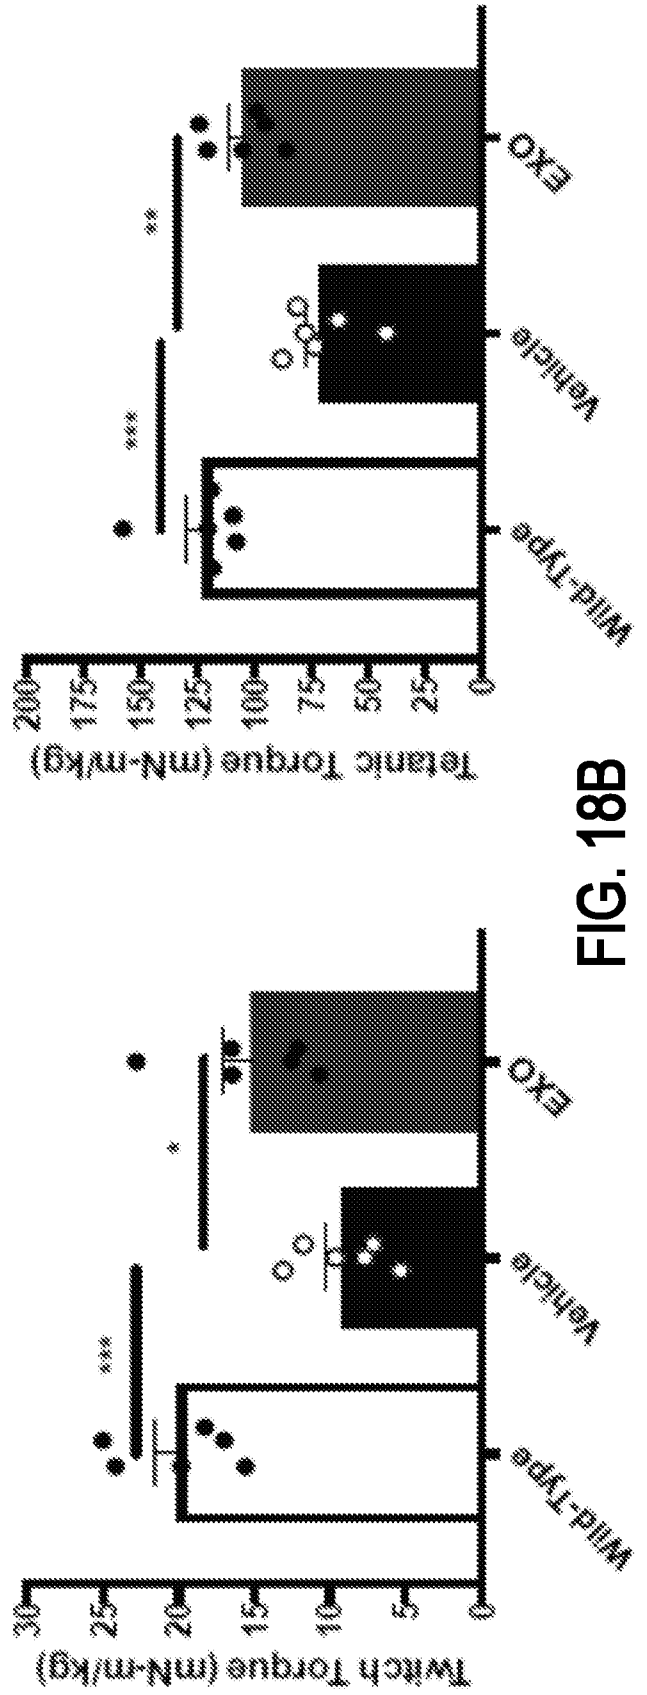 Twitch Torque (mN-m/kg)
30
25
20
15
10
5
0
***
*
Wild-Type
Vehicle
EXO
Tetanic Torque (mN-m/kg)
200
175
150
125
100
75
50
25
0
***
**
Wild-Type
Vehicle
EXO
FIG. 18B